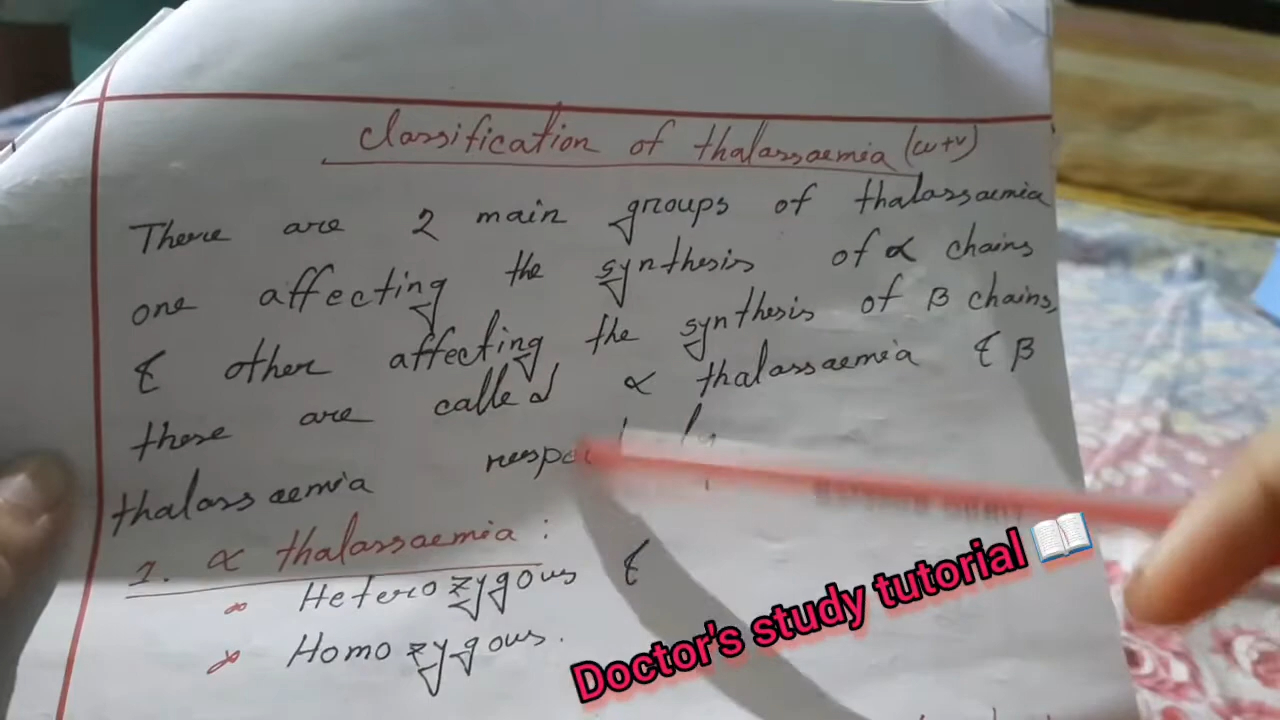 Classification of thalassaemia (w+v)
There are 2 main groups of thalassaemia
one affecting the synthesis of α chains
& other affecting the synthesis of β chains,
these are called α thalassaemia & β
thalassaemia
1. α thalassaemia :
∞ Heterozygous &
∞ Homozygous.
Doctor's study tutorial 📖